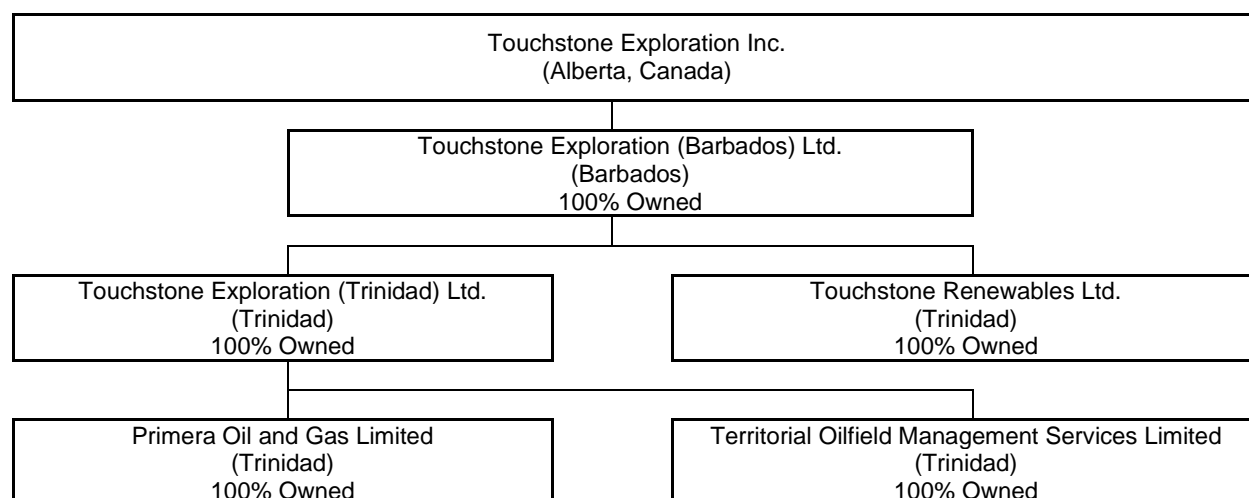 Touchstone Exploration Inc.
(Alberta, Canada)
Touchstone Exploration (Barbados) Ltd.
(Barbados)
100% Owned
Touchstone Exploration (Trinidad) Ltd.
(Trinidad)
100% Owned
Touchstone Renewables Ltd.
(Trinidad)
100% Owned
Primera Oil and Gas Limited
(Trinidad)
100% Owned
Territorial Oilfield Management Services Limited
(Trinidad)
100% Owned